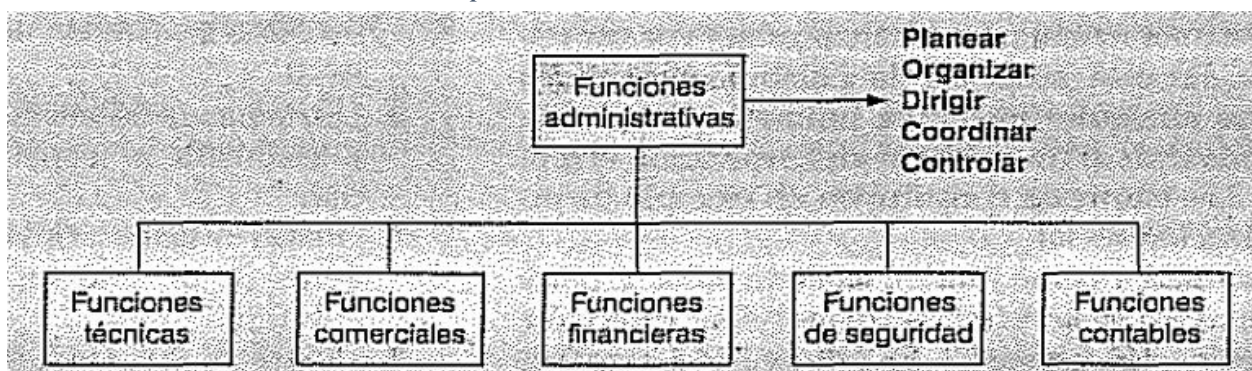 Planear
Organizar
Dirigir
Coordinar
Controlar
Funciones
administrativas
Funciones
técnicas
Funciones
comerciales
Funciones
financieras
Funciones
de seguridad
Funciones
contables